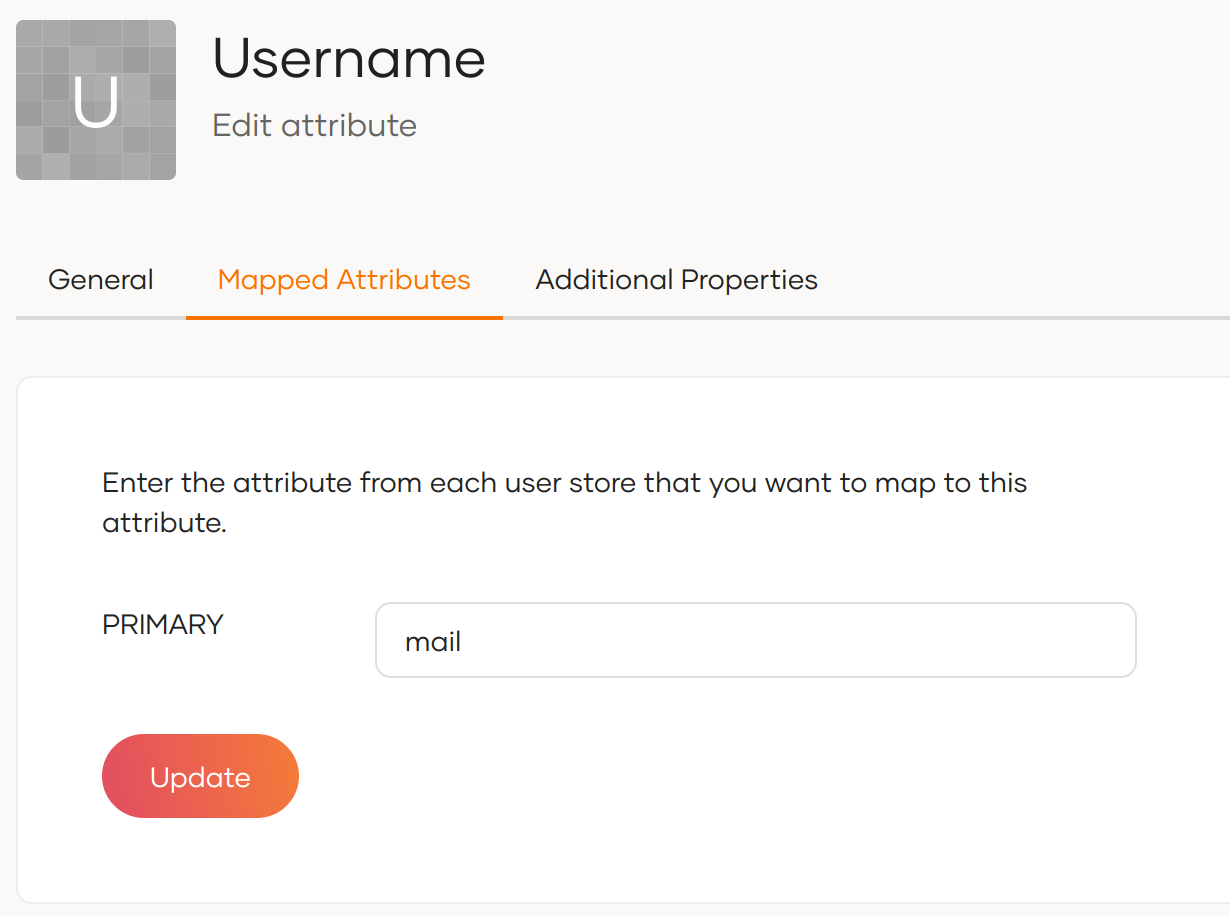 U
Username
Edit attribute
General
Mapped Attributes
Additional Properties
Enter the attribute from each user store that you want to map to this
attribute.
PRIMARY
mail
Update